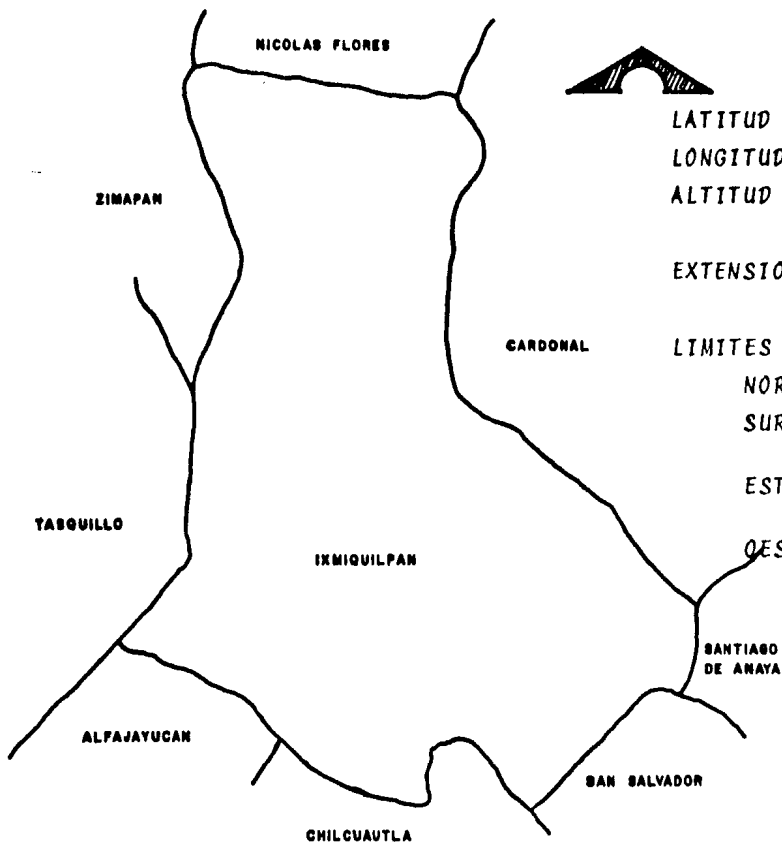 NICOLAS FLORES
LATITUD
LONGITUD
ALTITUD
ZIMAPAN
EXTENSIO
CARDONAL
LIMITES
NOR
SUR
EST
TASQUILLO
OES
IXMIQUILPAN
SANTIAGO
DE ANAYA
ALFAJAYUCAN
SAN SALVADOR
CHILCUAUTLA